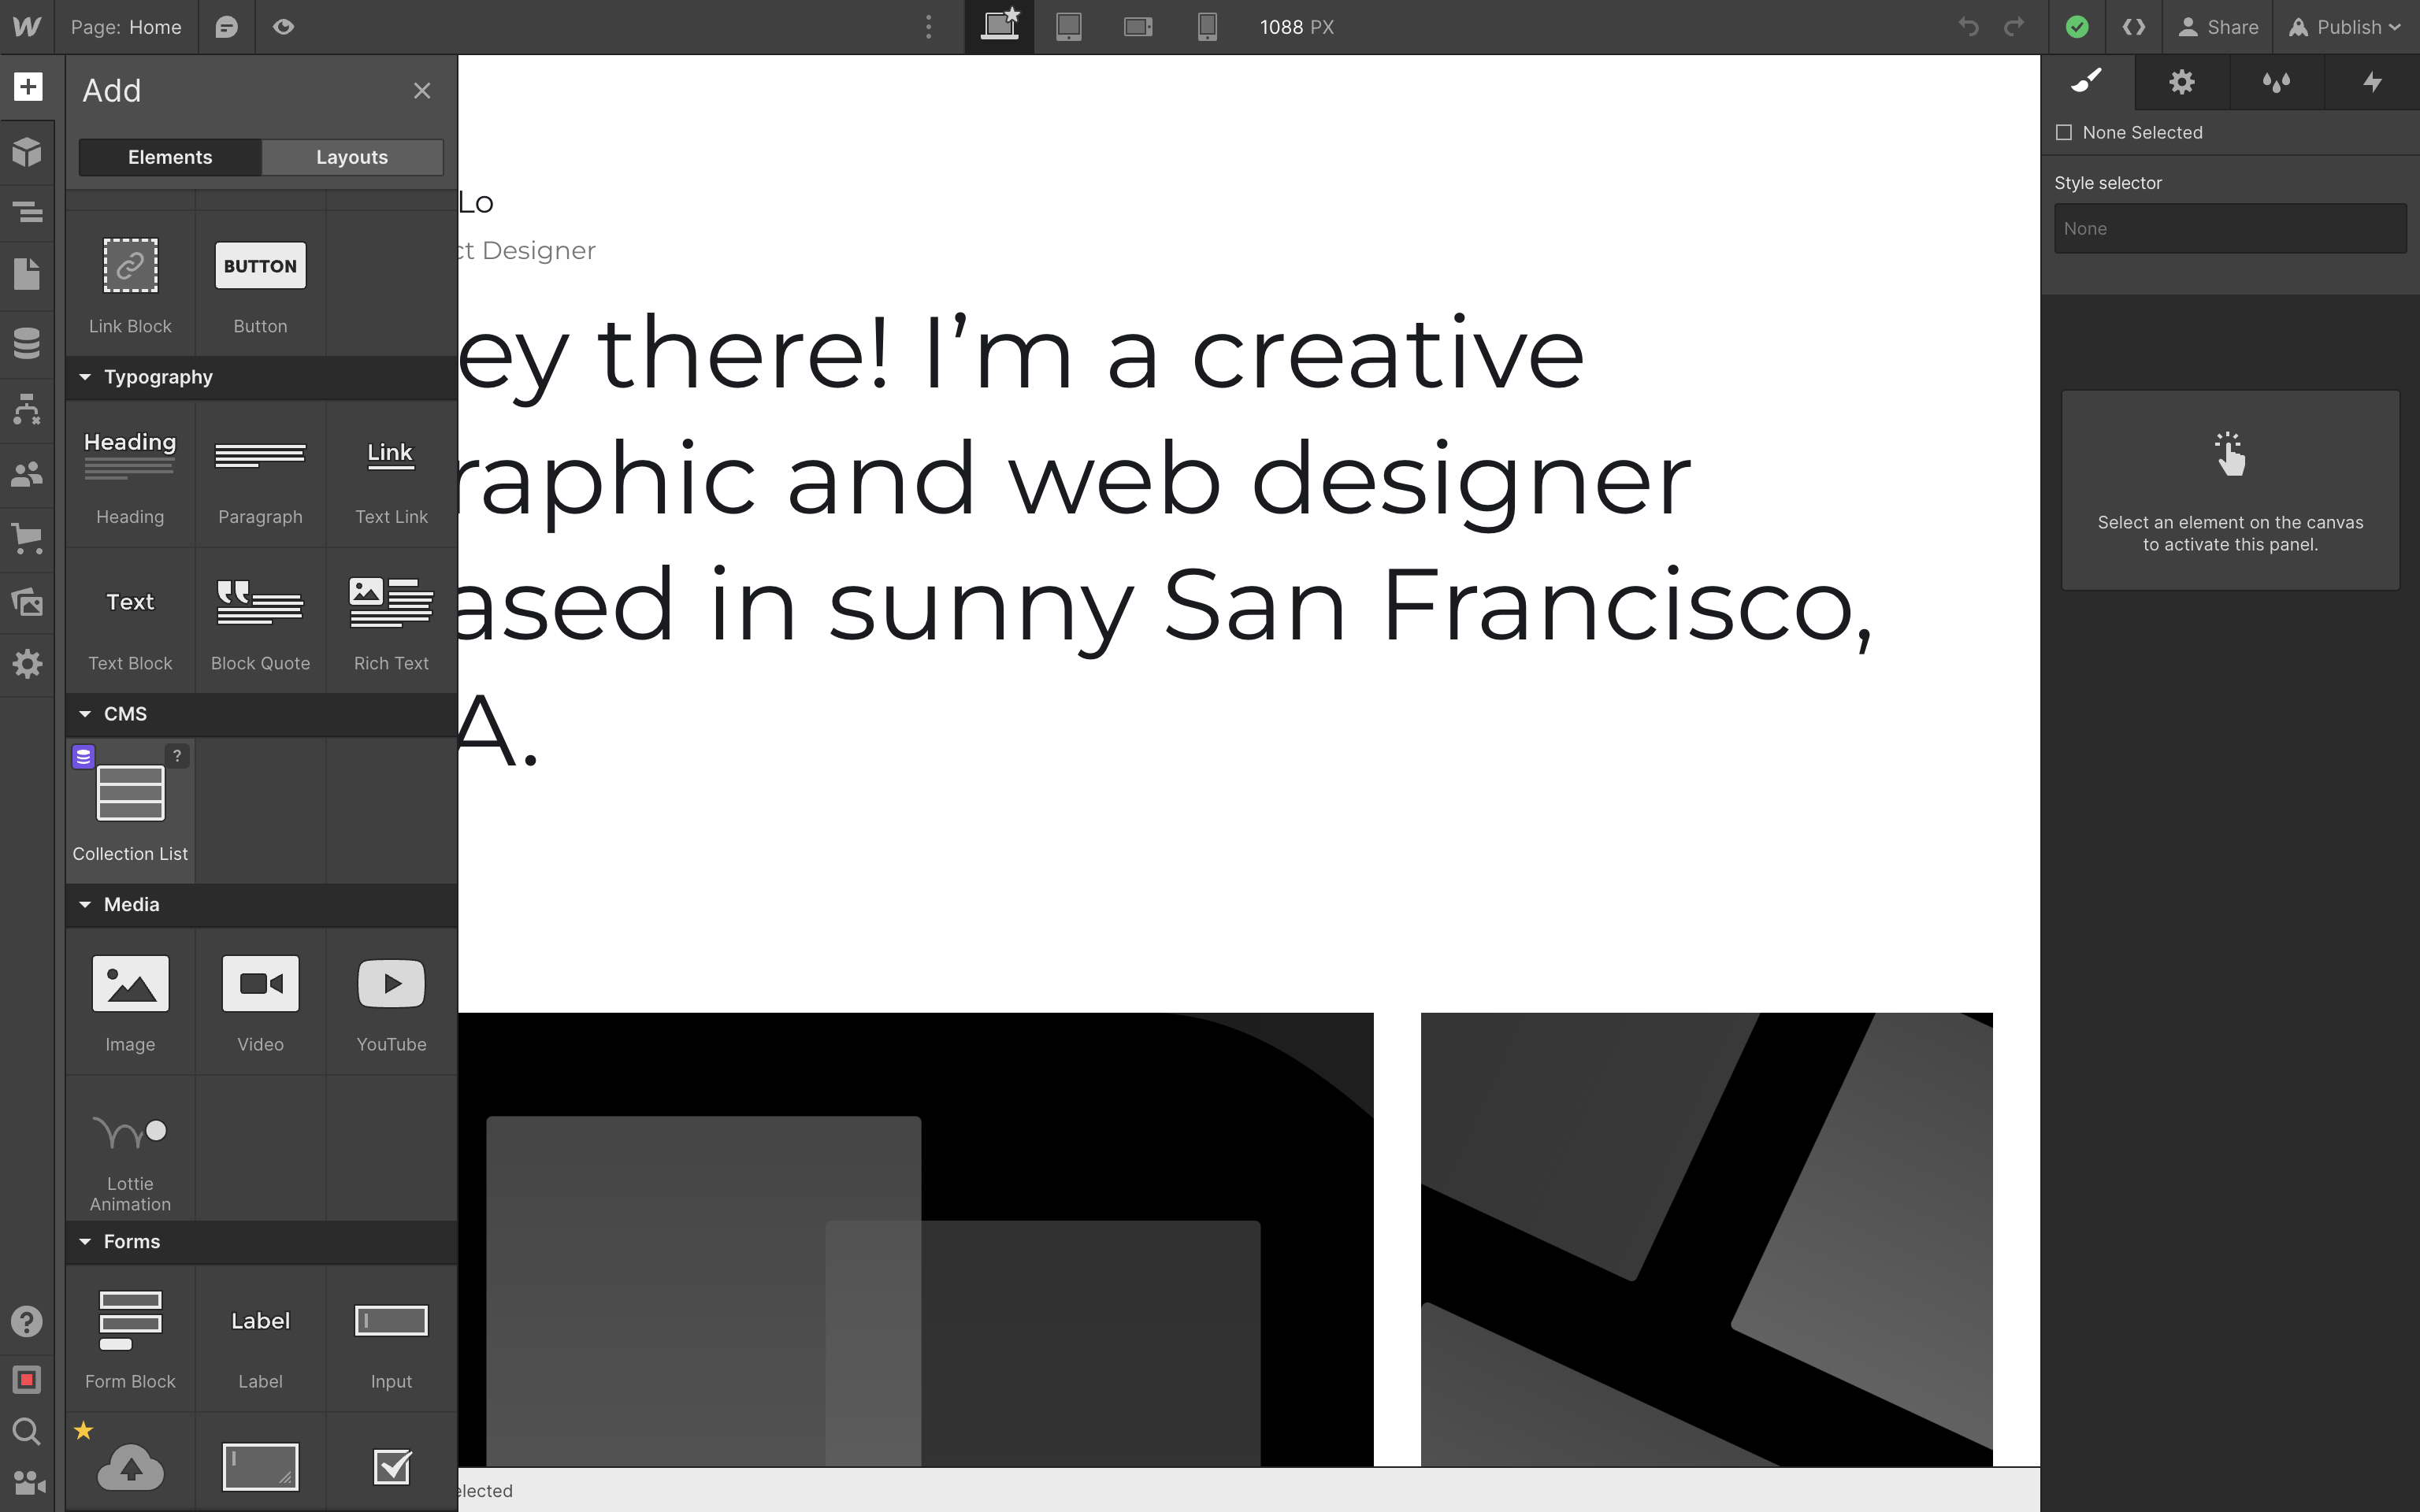 Page: Home
1088 PX
Share
Publish
Add
Elements
Layouts
BUTTON
Link Block
Button
Typography
Heading
Link
Heading
Paragraph
Text Link
Text
Text Block
Block Quote
Rich Text
CMS
?
Collection List
Media
Image
Video
YouTube
Lottie
Animation
Forms
Label
Form Block
Label
Input
?
Lo
ct Designer
ey there! I’m a creative
raphic and web designer
ased in sunny San Francisco,
A.
elected
None Selected
Style selector
None
Select an element on the canvas
to activate this panel.